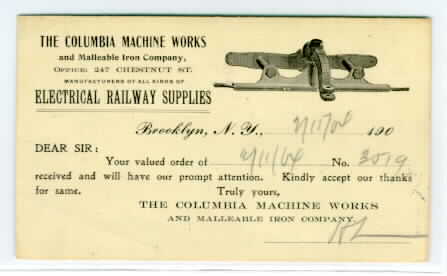 THE COLUMBIA MACHINE WORKS
and Malleable Iron Company,
OFFICE: 247 CHESTNUT ST.
MANUFACTURERS OF ALL KINDS OF
ELECTRICAL RAILWAY SUPPLIES
Brooklyn, N. Y., 190
DEAR SIR:
Your valued order of No. 3019
received and will have our prompt attention. Kindly accept our thanks
for same. Truly yours,
THE COLUMBIA MACHINE WORKS
AND MALLEABLE IRON COMPANY.